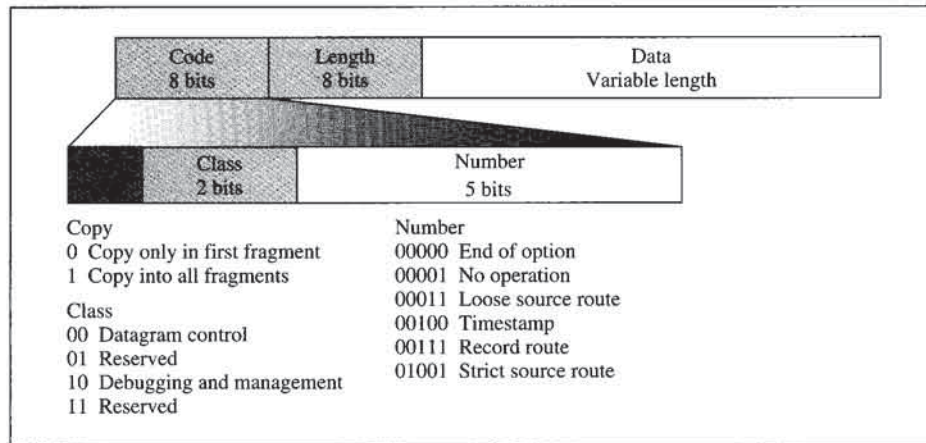 Code
8 bits
Length
8 bits
Data
Variable length
Class
2 bits
Number
5 bits
Copy
0 Copy only in first fragment
1 Copy into all fragments
Class
00 Datagram control
01 Reserved
10 Debugging and management
11 Reserved
Number
00000 End of option
00001 No operation
00011 Loose source route
00100 Timestamp
00111 Record route
01001 Strict source route